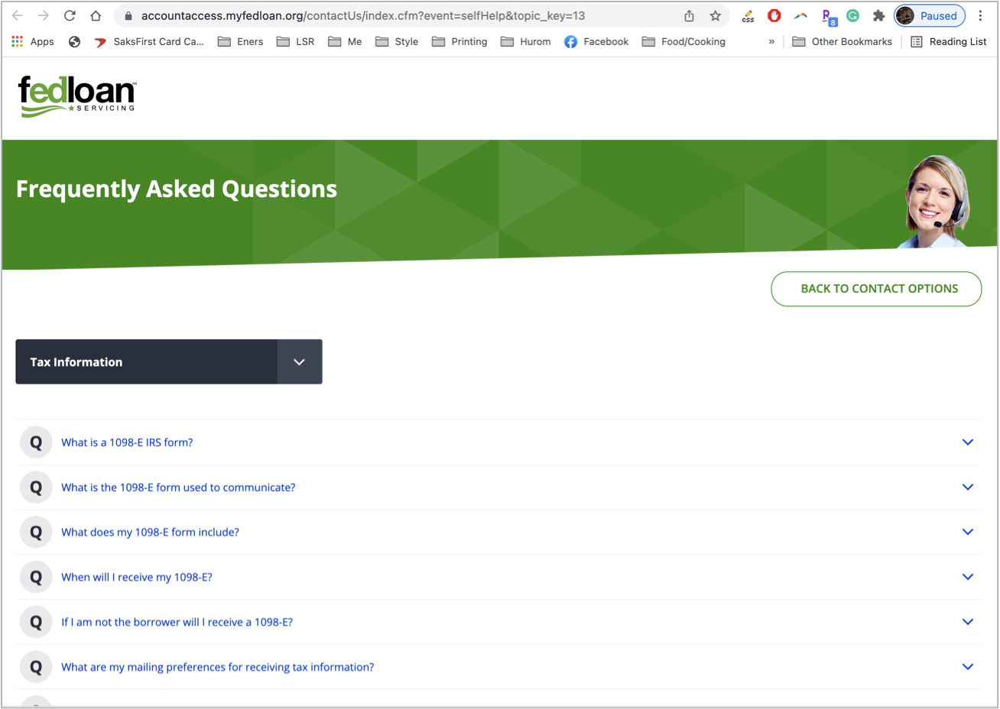 accountaccess.myfedloan.org/contactUs/index.cfm?event=selfHelp&topic_key=13
css
R
8
G
Paused
Apps
SaksFirst Card Ca...
Eners
LSR
Me
Style
Printing
Hurom
Facebook
Food/Cooking
»
Other Bookmarks
Reading List
fedloan
SERVICING
Frequently Asked Questions
BACK TO CONTACT OPTIONS
Tax Information
Q What is a 1098-E IRS form?
Q What is the 1098-E form used to communicate?
Q What does my 1098-E form include?
Q When will I receive my 1098-E?
Q If I am not the borrower will I receive a 1098-E?
Q What are my mailing preferences for receiving tax information?